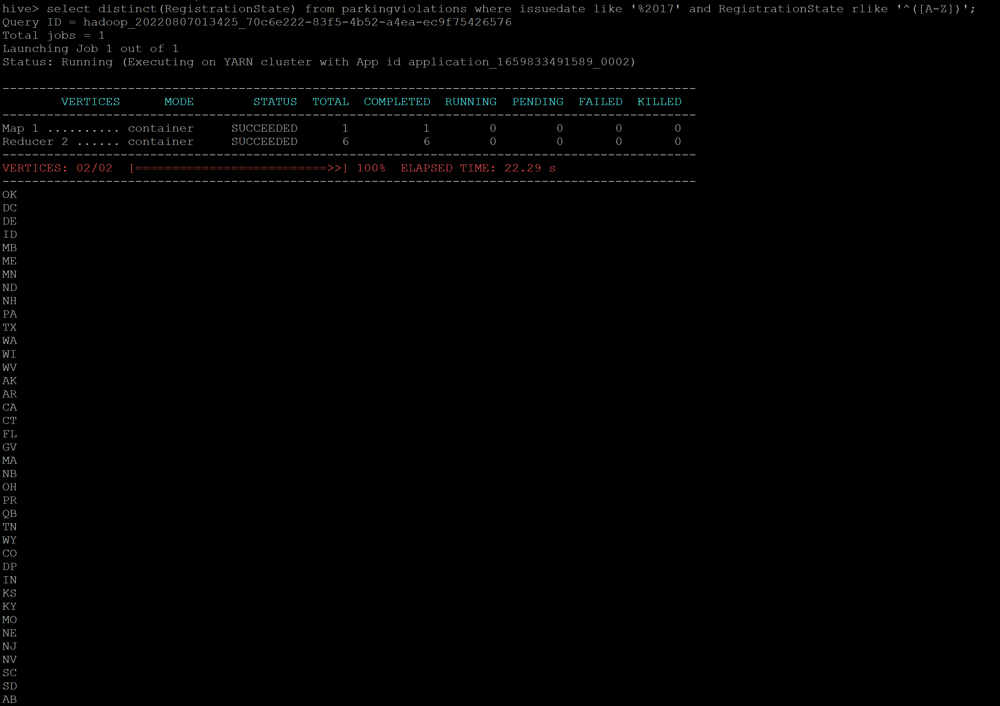 hive> select distinct(RegistrationState) from parkingviolations where issuedate like '%2017' and RegistrationState rlike '^([A-Z])';
Query ID = hadoop_20220807013425_70c6e222-83f5-4b52-a4ea-ec9f75426576
Total jobs = 1
Launching Job 1 out of 1
Status: Running (Executing on YARN cluster with App id application_1659833491589_0002)
----------------------------------------------------------------------------------------------
        VERTICES      MODE        STATUS  TOTAL  COMPLETED  RUNNING  PENDING  FAILED  KILLED
----------------------------------------------------------------------------------------------
Map 1 .......... container     SUCCEEDED      1          1        0        0       0       0
Reducer 2 ...... container     SUCCEEDED      6          6        0        0       0       0
----------------------------------------------------------------------------------------------
VERTICES: 02/02  [==========================>>] 100%  ELAPSED TIME: 22.29 s
----------------------------------------------------------------------------------------------
OK
DC
DE
ID
MB
ME
MN
ND
NH
PA
TX
WA
WI
WV
AK
AR
CA
CT
FL
GV
MA
NB
OH
PR
QB
TN
WY
CO
DP
IN
KS
KY
MO
NE
NJ
NV
SC
SD
AB